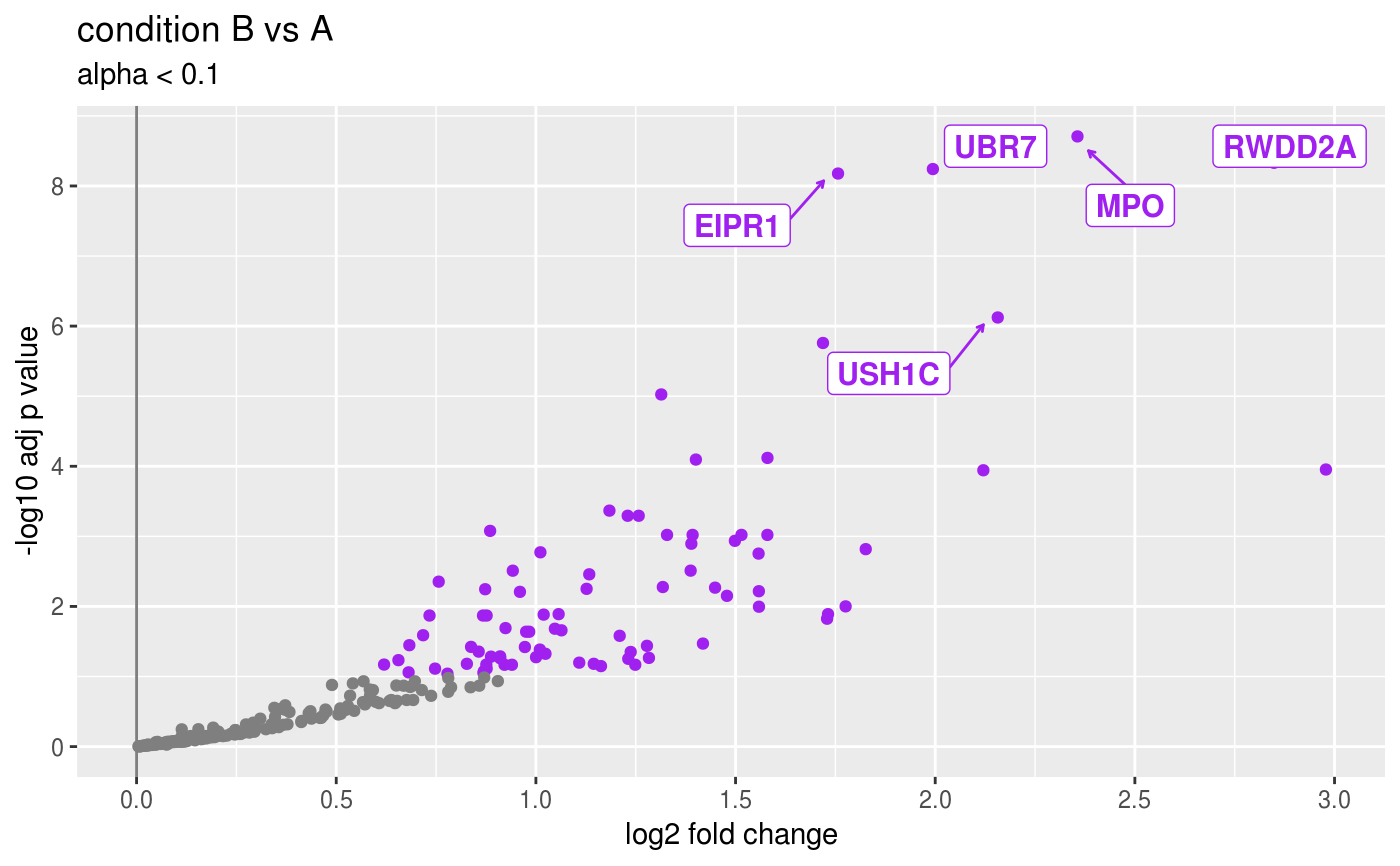 condition B vs A
alpha < 0.1
UBR7
RWDD2A
MPO
EIPR1
USH1C
8
6
4
2
0
-log10 adj p value
0.0
0.5
1.0
1.5
2.0
2.5
3.0
log2 fold change